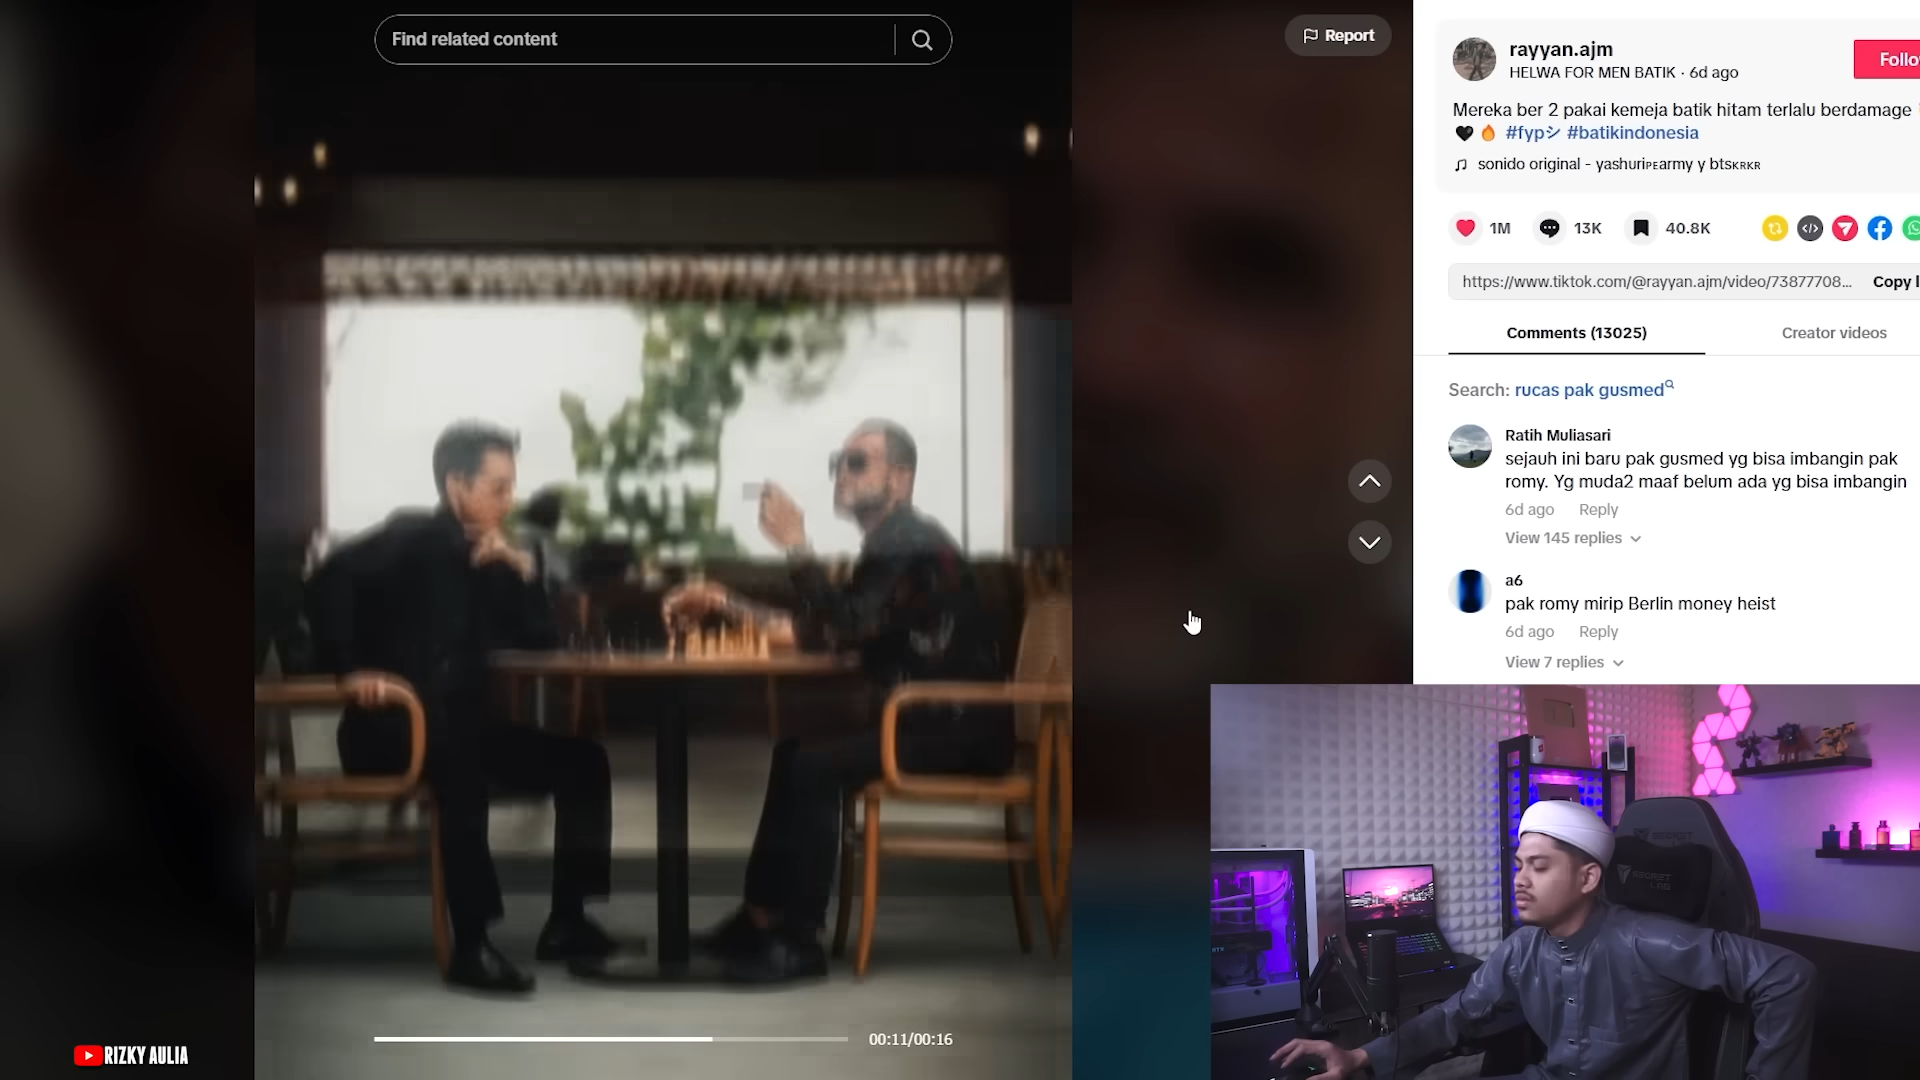 Find related content
Report
rayyan.ajm
HELWA FOR MEN BATIK · 6d ago
Follo
Mereka ber 2 pakai kemeja batik hitam terlalu berdamage
🖤 🔥 #fypシ #batikindonesia
sonido original - yashuriᴘᴇarmy y btsᴋʀᴋʀ
1M
13K
40.8K
https://www.tiktok.com/@rayyan.ajm/video/73877708...
Copy l
Comments (13025)
Creator videos
Search: rucas pak gusmed
Ratih Muliasari
sejauh ini baru pak gusmed yg bisa imbangin pak
romy. Yg muda2 maaf belum ada yg bisa imbangin
6d ago
Reply
View 145 replies
a6
pak romy mirip Berlin money heist
6d ago
Reply
View 7 replies
SECRET
LAB
00:11/00:16
RIZKY AULIA